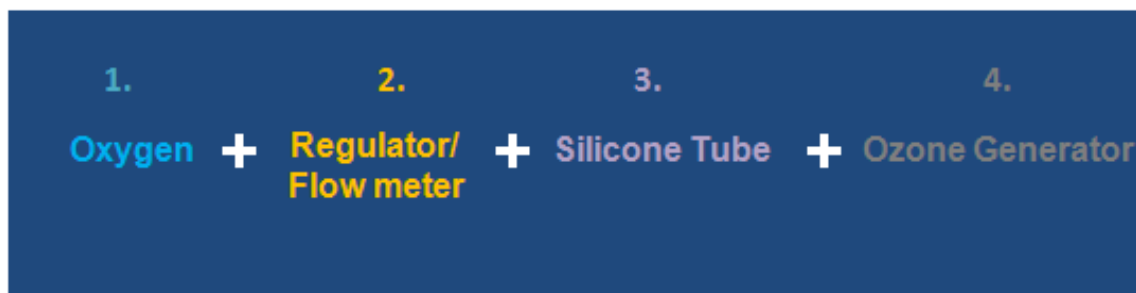 1. 2. 3. 4.
Oxygen + Regulator/ + Silicone Tube + Ozone Generator
Flow meter